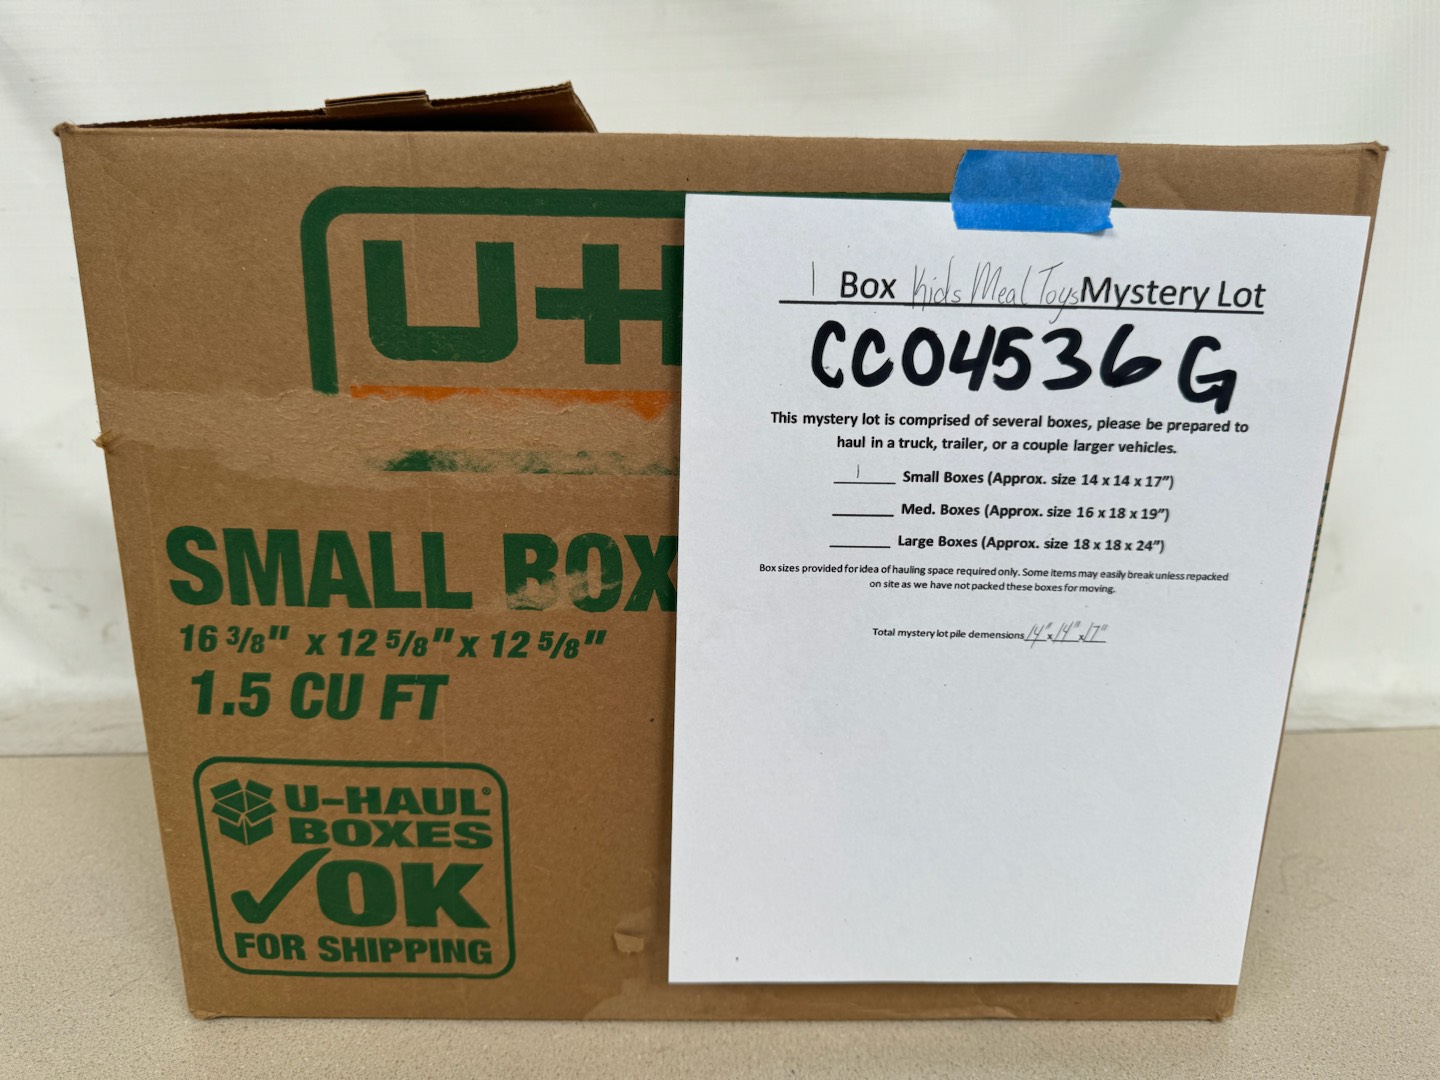 U-H
SMALL BOX
16 3/8" x 12 5/8" x 12 5/8"
1.5 CU FT
U-HAUL®
BOXES
✓OK
FOR SHIPPING
1 Box Kids Meal Toys Mystery Lot
CC04536G
This mystery lot is comprised of several boxes, please be prepared to
haul in a truck, trailer, or a couple larger vehicles.
1 Small Boxes (Approx. size 14 x 14 x 17")
______ Med. Boxes (Approx. size 16 x 18 x 19")
______ Large Boxes (Approx. size 18 x 18 x 24")
Box sizes provided for idea of hauling space required only. Some items may easily break unless repacked
on site as we have not packed these boxes for moving.
Total mystery lot pile demensions 14" x 14" x 17"